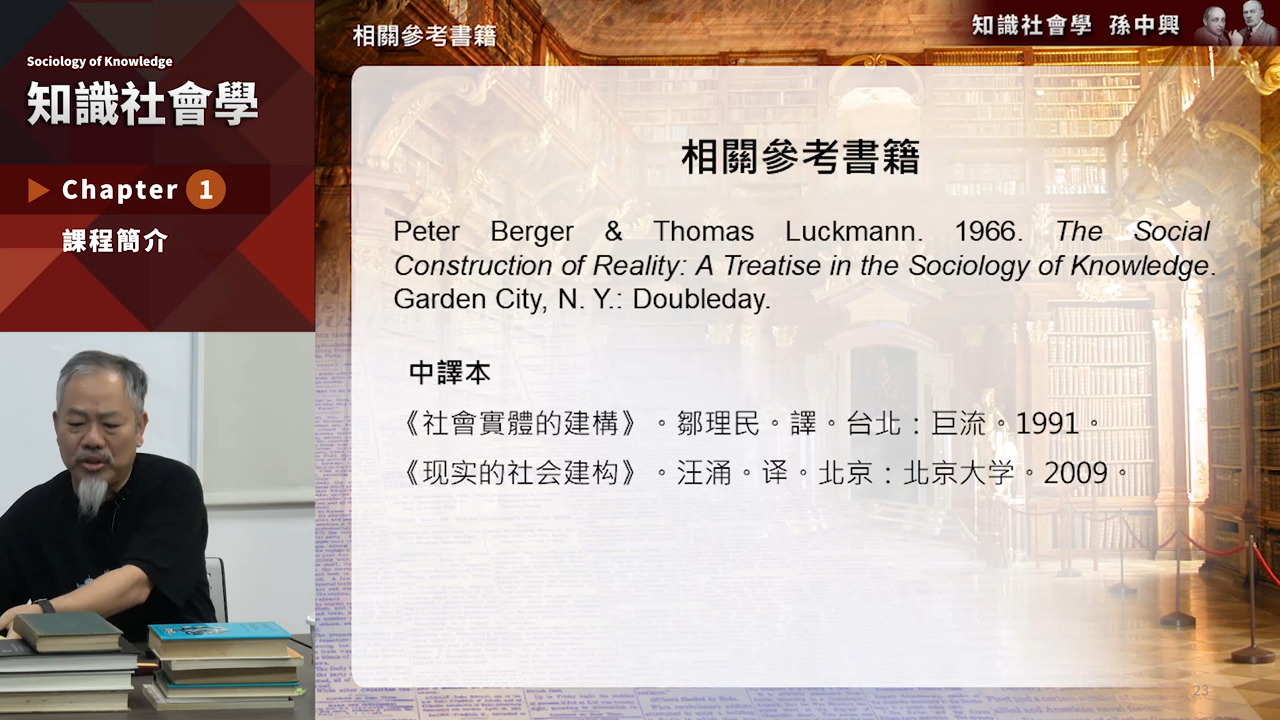 Sociology of Knowledge
知識社會學
Chapter 1
課程簡介
相關參考書籍
知識社會學 孫中興
相關參考書籍
Peter Berger & Thomas Luckmann. 1966. The Social
Construction of Reality: A Treatise in the Sociology of Knowledge.
Garden City, N. Y.: Doubleday.
中譯本
《社會實體的建構》。鄒理民。譯。台北：巨流。1991。
《现实的社会建构》。汪涌。译。北京：北京大学。2009。
23